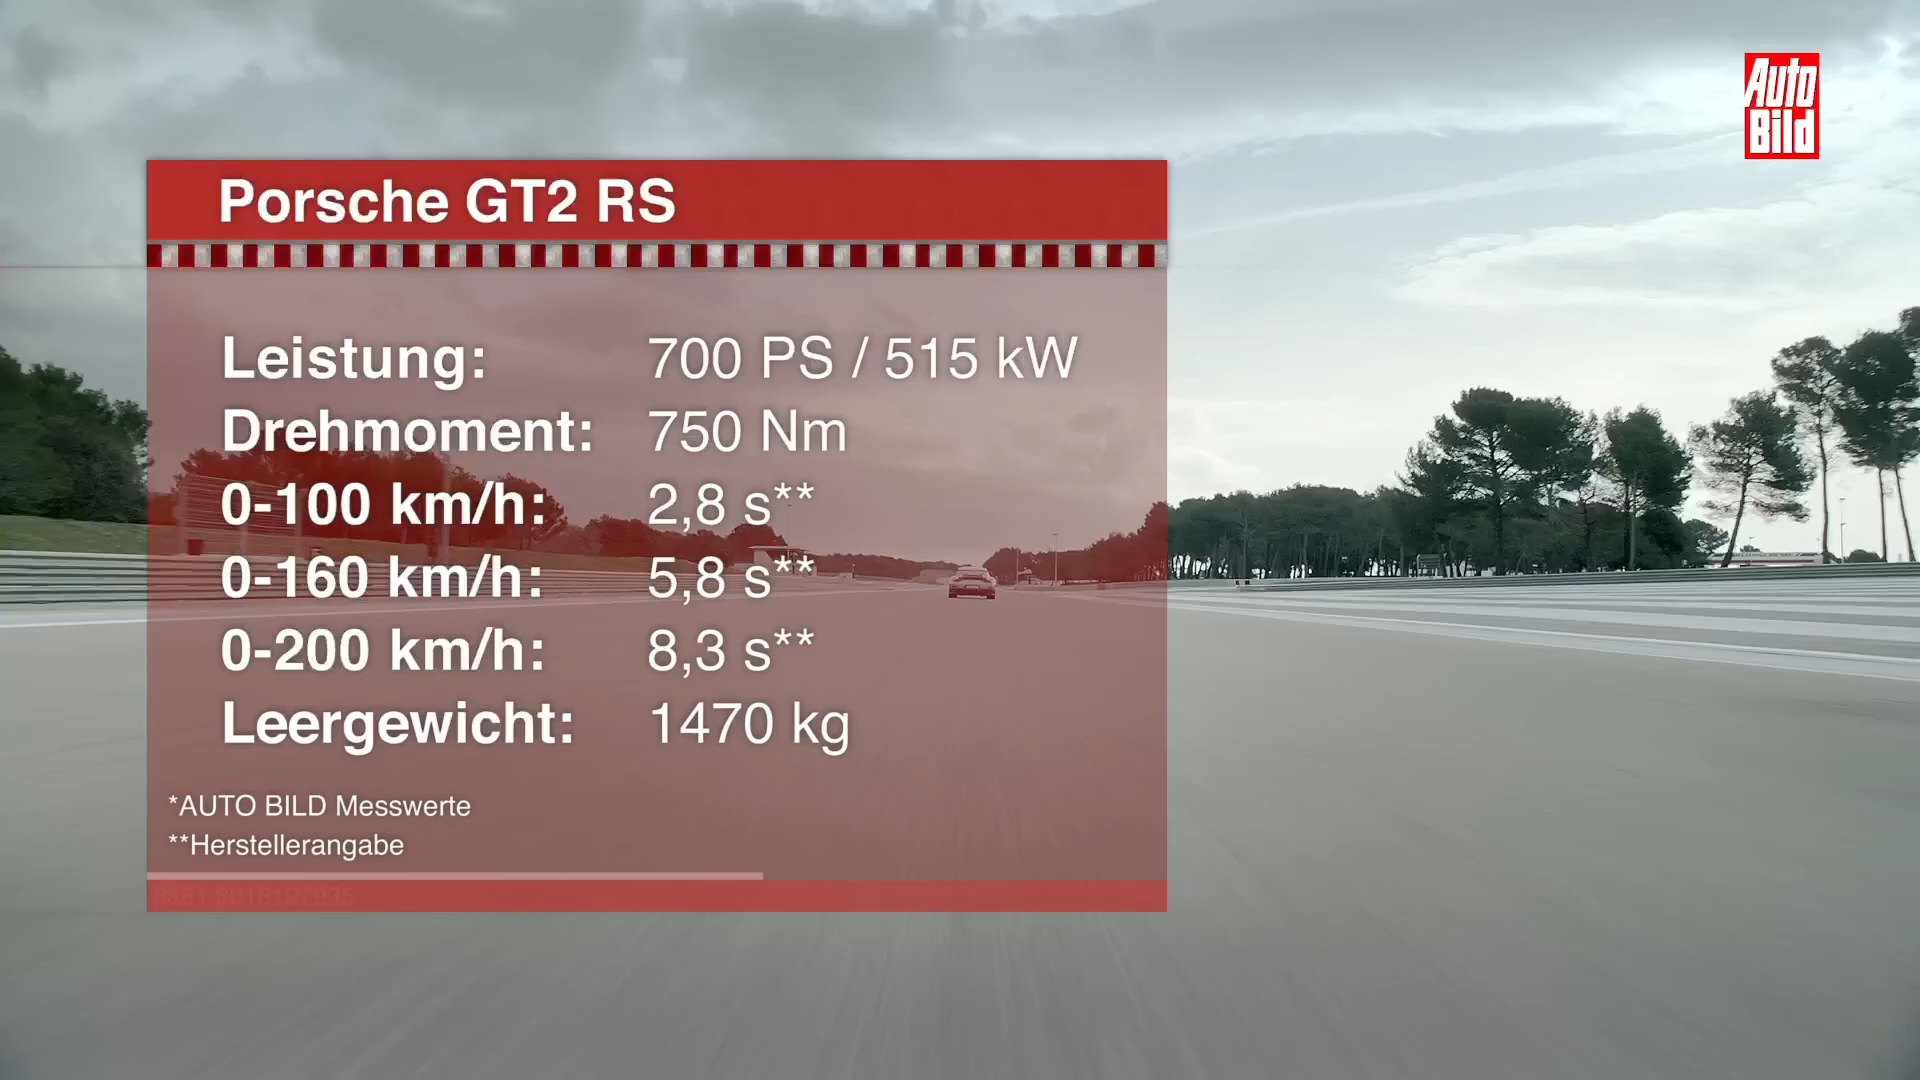 Auto
Bild
Porsche GT2 RS
Leistung: 700 PS / 515 kW
Drehmoment: 750 Nm
0-100 km/h: 2,8 s**
0-160 km/h: 5,8 s**
0-200 km/h: 8,3 s**
Leergewicht: 1470 kg
*AUTO BILD Messwerte
**Herstellerangabe